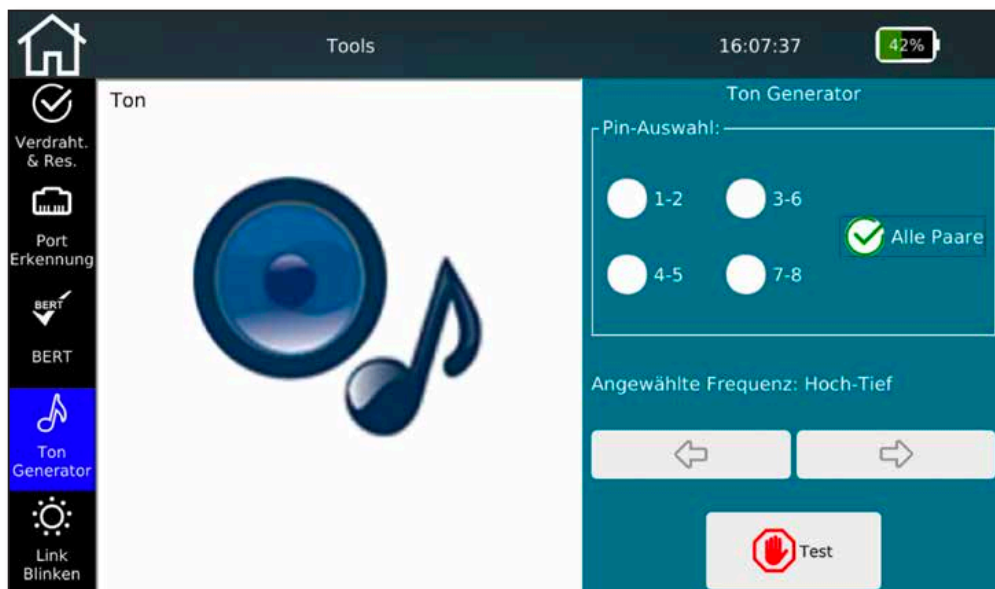 Tools
16:07:37
42%
Verdraht.
& Res.
Port
Erkennung
BERT
BERT
Ton
Generator
Link
Blinken
Ton
Ton Generator
Pin-Auswahl:
1-2
3-6
4-5
7-8
Alle Paare
Angewählte Frequenz: Hoch-Tief
Test